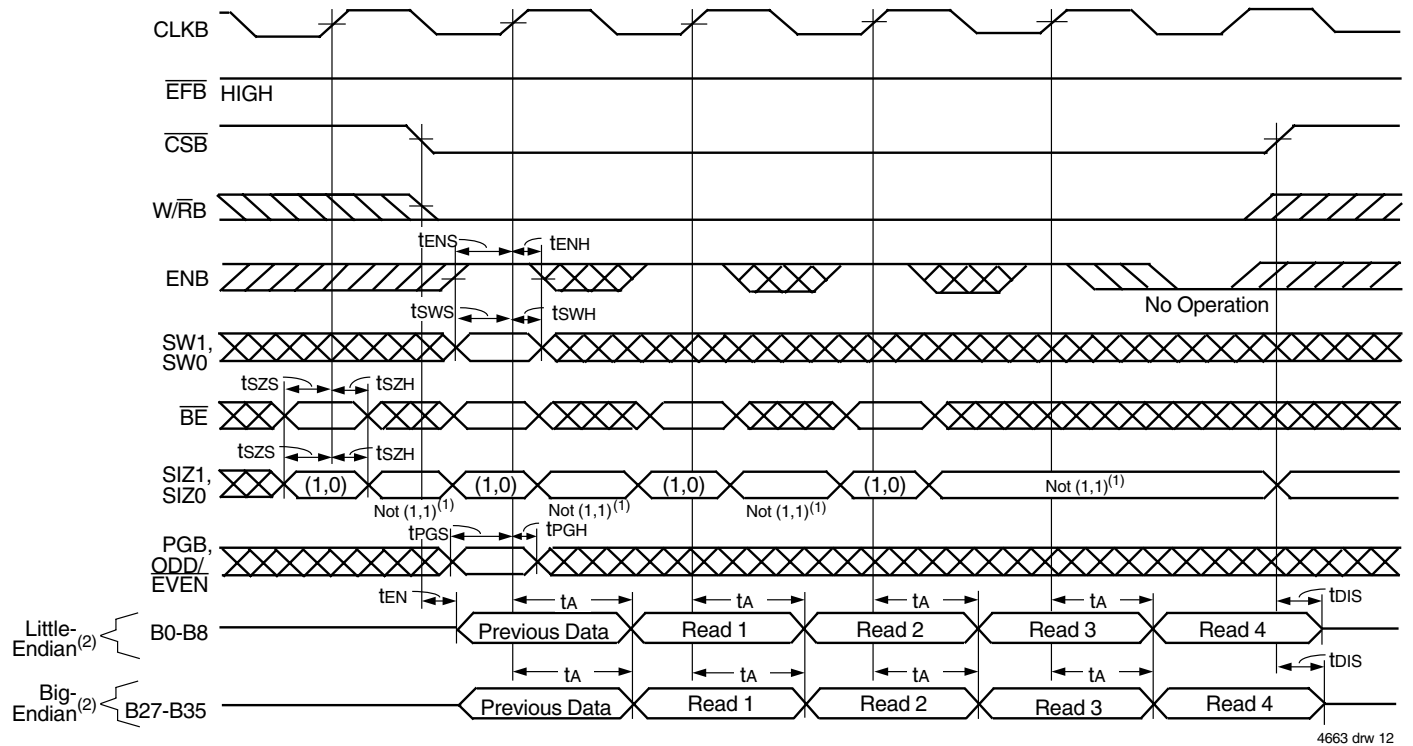 CLKB
EFB HIGH
CSB
W/RB
tENS tENH
ENB
No Operation
tSWS tSWH
SW1,
SW0
tSZS tSZH
BE
tSZS tSZH
SIZ1,
SIZ0
(1,0) (1,0) (1,0) (1,0) Not (1,1)(1)
Not (1,1)(1) Not (1,1)(1) Not (1,1)(1)
tPGS tPGH
PGB,
ODD/
EVEN
tEN tA tA tA tA tDIS
Little-
Endian(2) B0-B8 Previous Data Read 1 Read 2 Read 3 Read 4
tA tA tA tA tDIS
Big-
Endian(2) B27-B35 Previous Data Read 1 Read 2 Read 3 Read 4
4663 drw 12